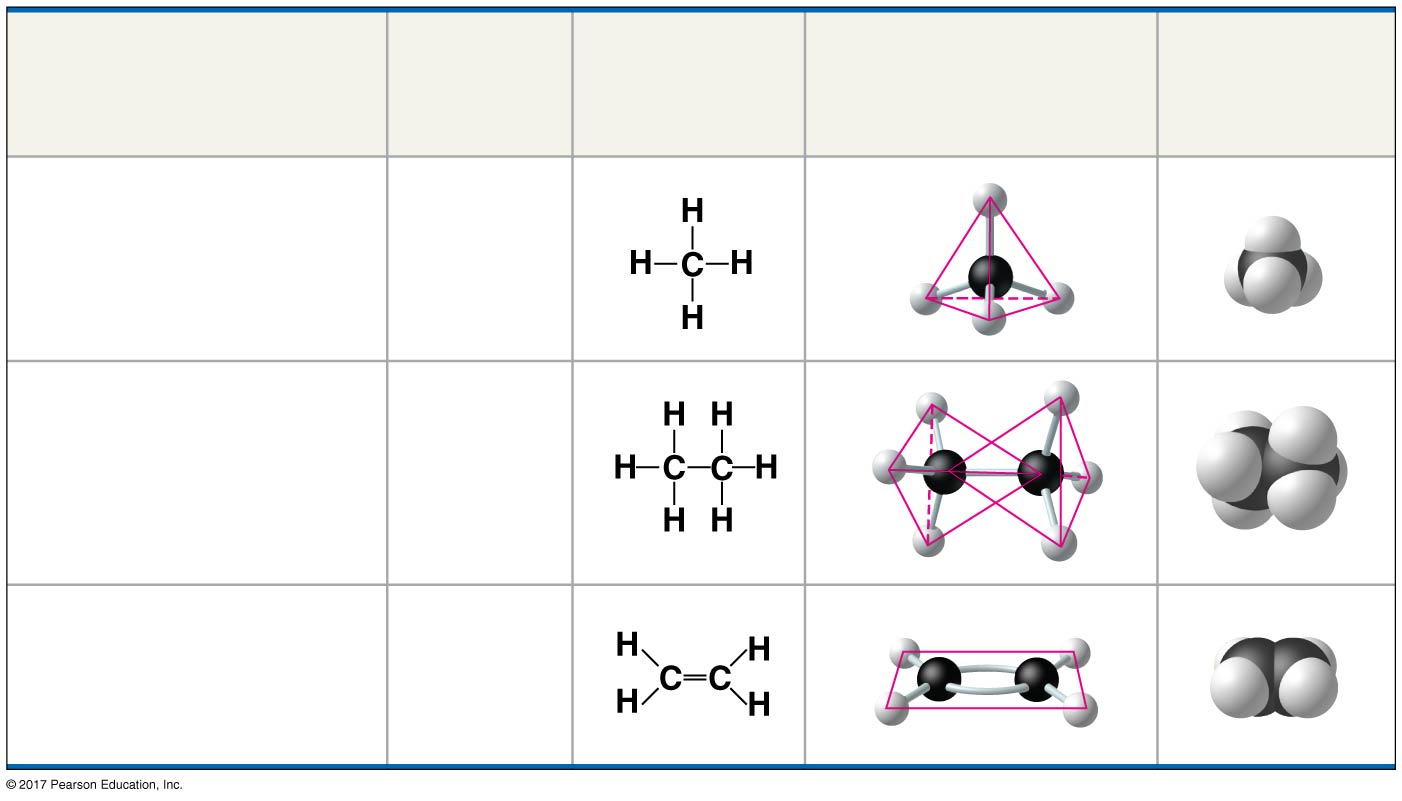 H
H–C–H
H
H H
H–C–C–H
H H
H H
C=C
H H
© 2017 Pearson Education, Inc.